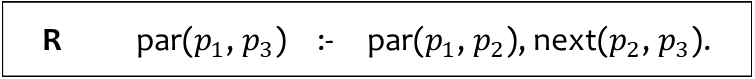 R par(p₁, p₃) :- par(p₁, p₂), next(p₂, p₃).